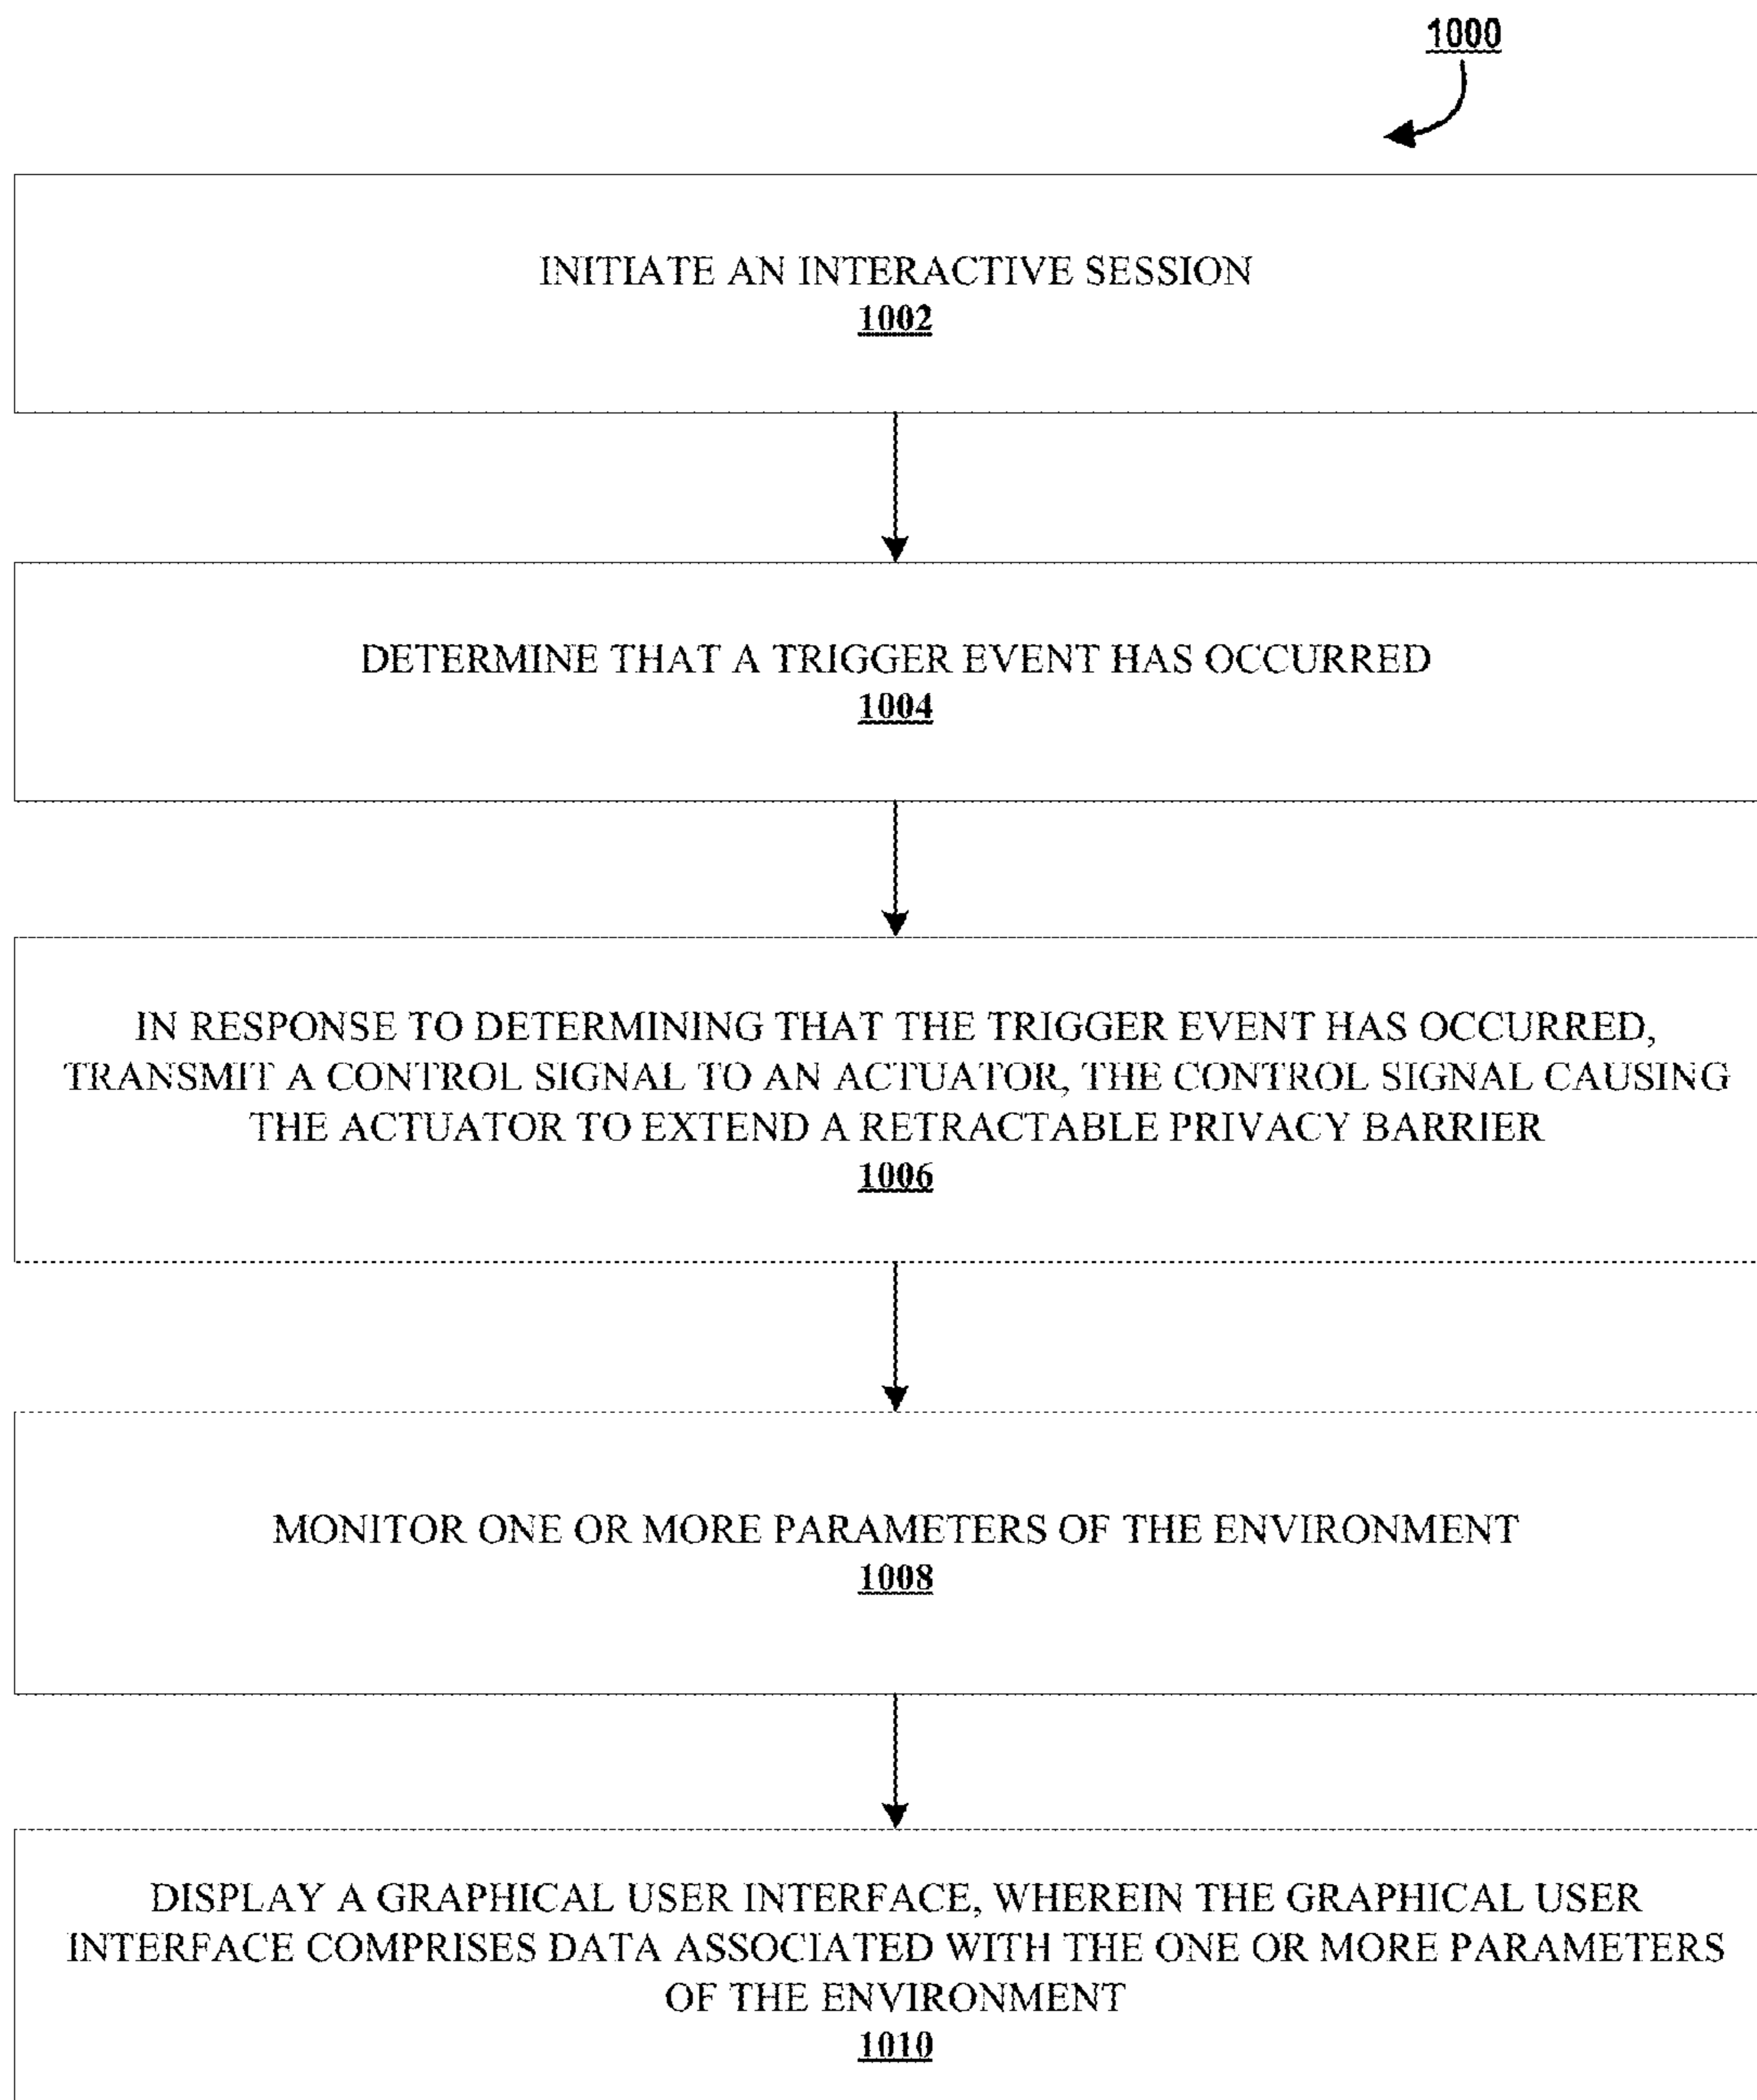 1000
INITIATE AN INTERACTIVE SESSION
1002
DETERMINE THAT A TRIGGER EVENT HAS OCCURRED
1004
IN RESPONSE TO DETERMINING THAT THE TRIGGER EVENT HAS OCCURRED,
TRANSMIT A CONTROL SIGNAL TO AN ACTUATOR, THE CONTROL SIGNAL CAUSING
THE ACTUATOR TO EXTEND A RETRACTABLE PRIVACY BARRIER
1006
MONITOR ONE OR MORE PARAMETERS OF THE ENVIRONMENT
1008
DISPLAY A GRAPHICAL USER INTERFACE, WHEREIN THE GRAPHICAL USER
INTERFACE COMPRISES DATA ASSOCIATED WITH THE ONE OR MORE PARAMETERS
OF THE ENVIRONMENT
1010